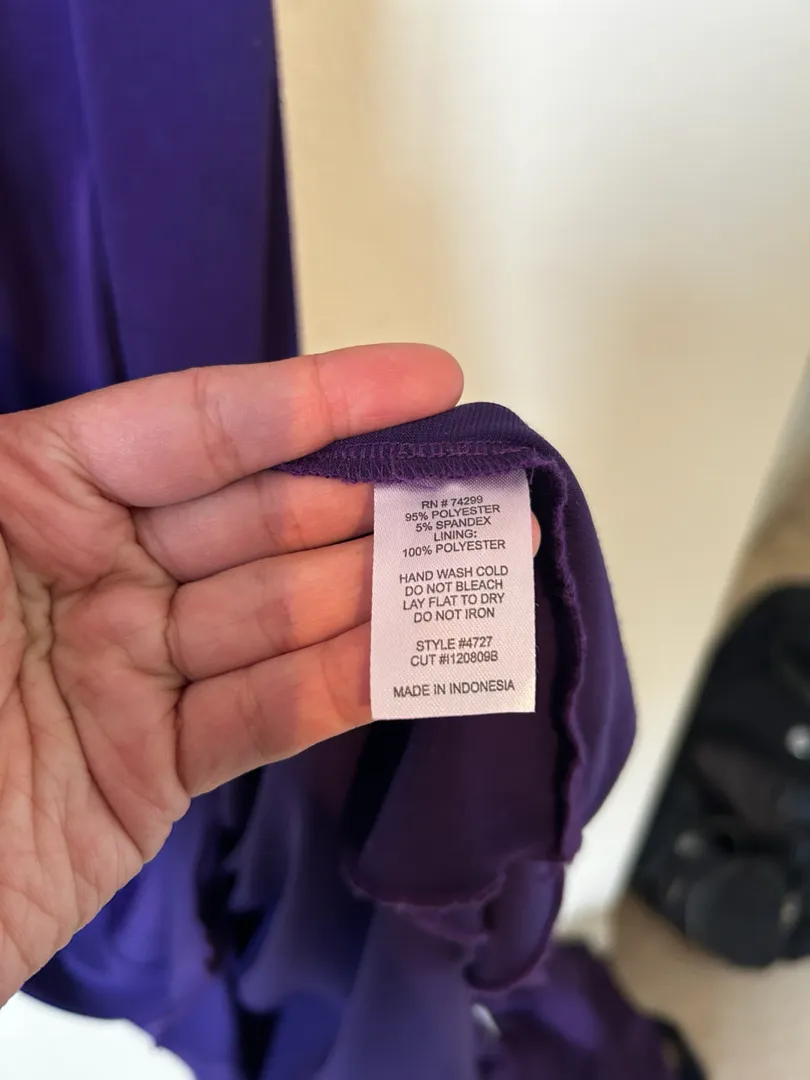 RN # 74299
95% POLYESTER
5% SPANDEX
LINING:
100% POLYESTER
HAND WASH COLD
DO NOT BLEACH
LAY FLAT TO DRY
DO NOT IRON
STYLE #4727
CUT #I120809B
MADE IN INDONESIA